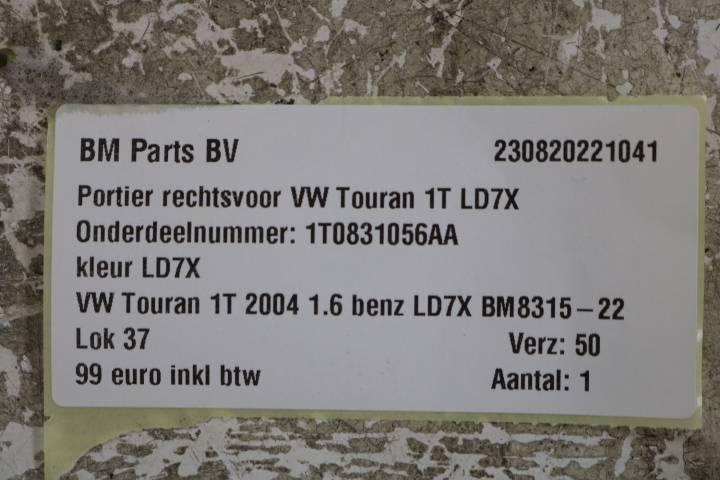 BM Parts BV 230820221041
Portier rechtsvoor VW Touran 1T LD7X
Onderdeelnummer: 1T0831056AA
kleur LD7X
VW Touran 1T 2004 1.6 benz LD7X BM8315-22
Lok 37 Verz: 50
99 euro inkl btw Aantal: 1